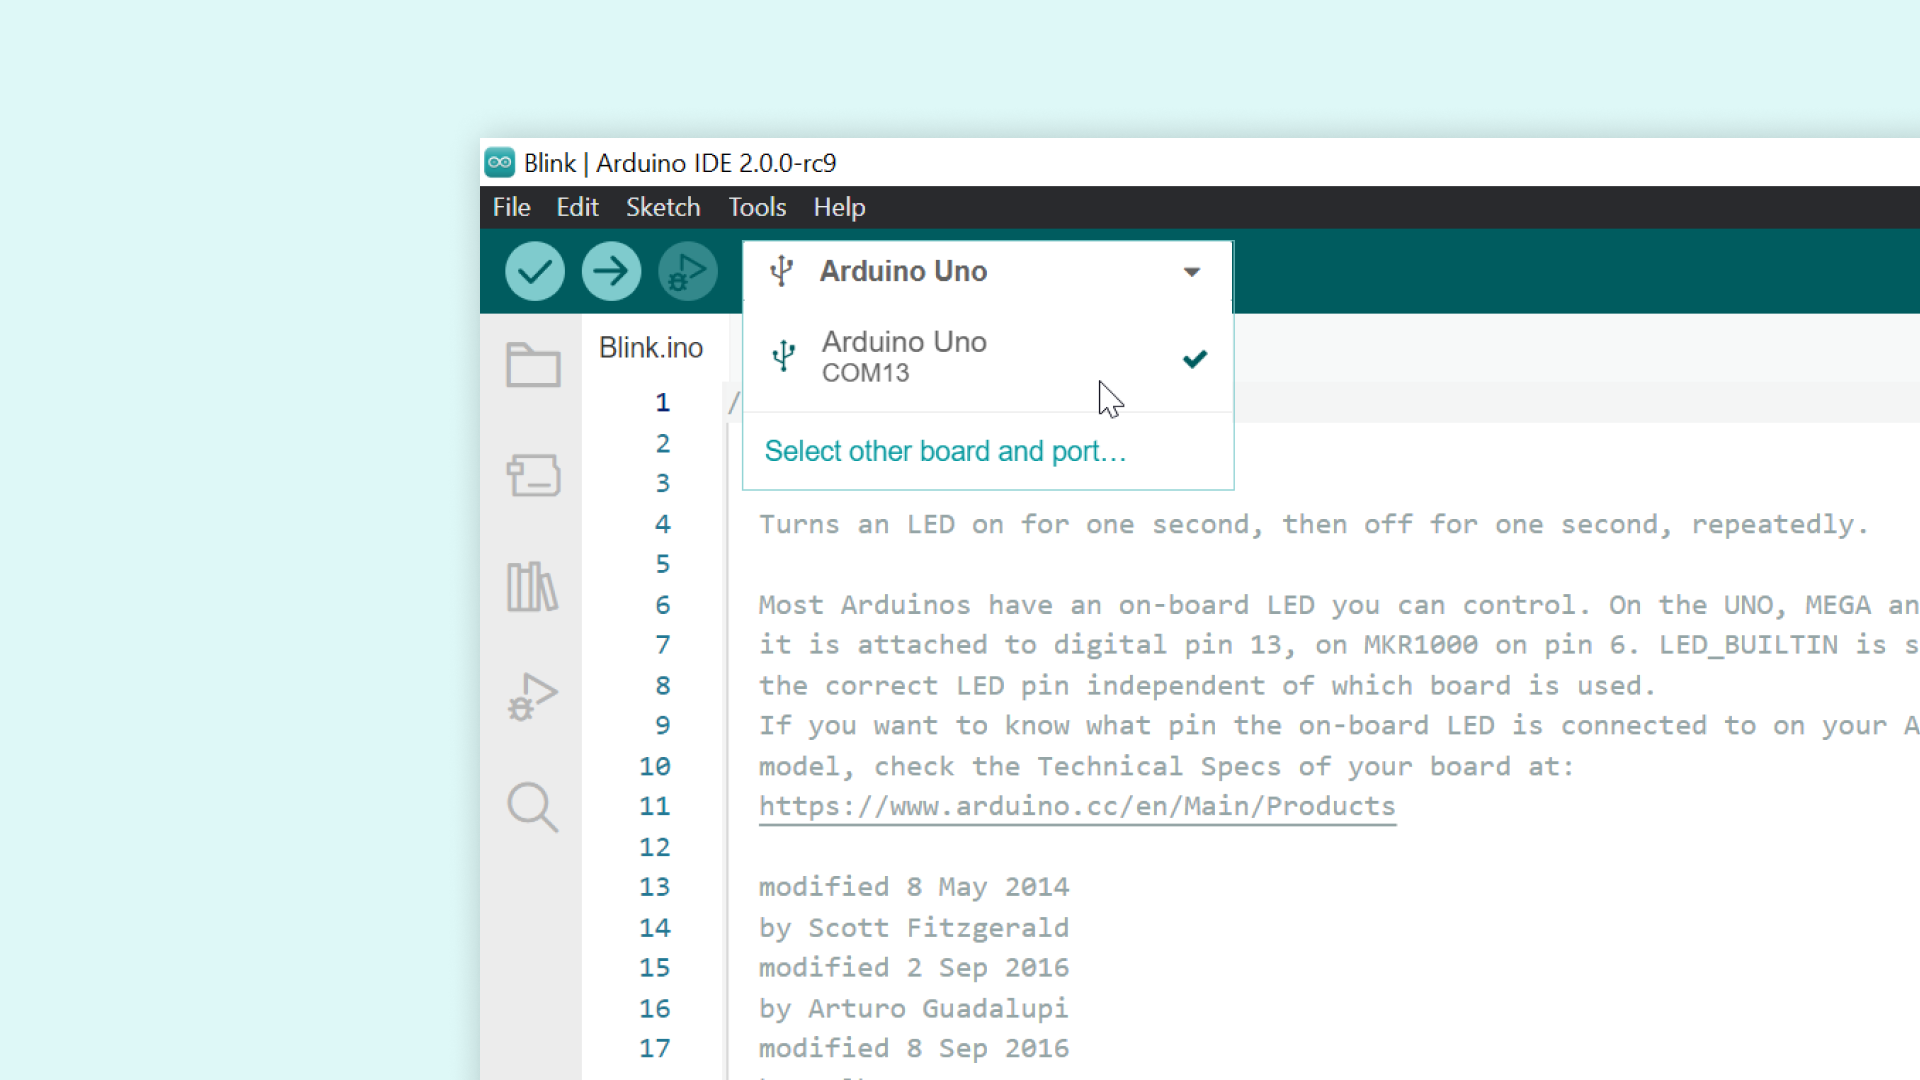 Blink | Arduino IDE 2.0.0-rc9
File Edit Sketch Tools Help
Arduino Uno
Arduino Uno
COM13
Select other board and port...
Blink.ino
1 /
2
3
4 Turns an LED on for one second, then off for one second, repeatedly.
5
6 Most Arduinos have an on-board LED you can control. On the UNO, MEGA an
7 it is attached to digital pin 13, on MKR1000 on pin 6. LED_BUILTIN is s
8 the correct LED pin independent of which board is used.
9 If you want to know what pin the on-board LED is connected to on your A
10 model, check the Technical Specs of your board at:
11 https://www.arduino.cc/en/Main/Products
12
13 modified 8 May 2014
14 by Scott Fitzgerald
15 modified 2 Sep 2016
16 by Arturo Guadalupi
17 modified 8 Sep 2016